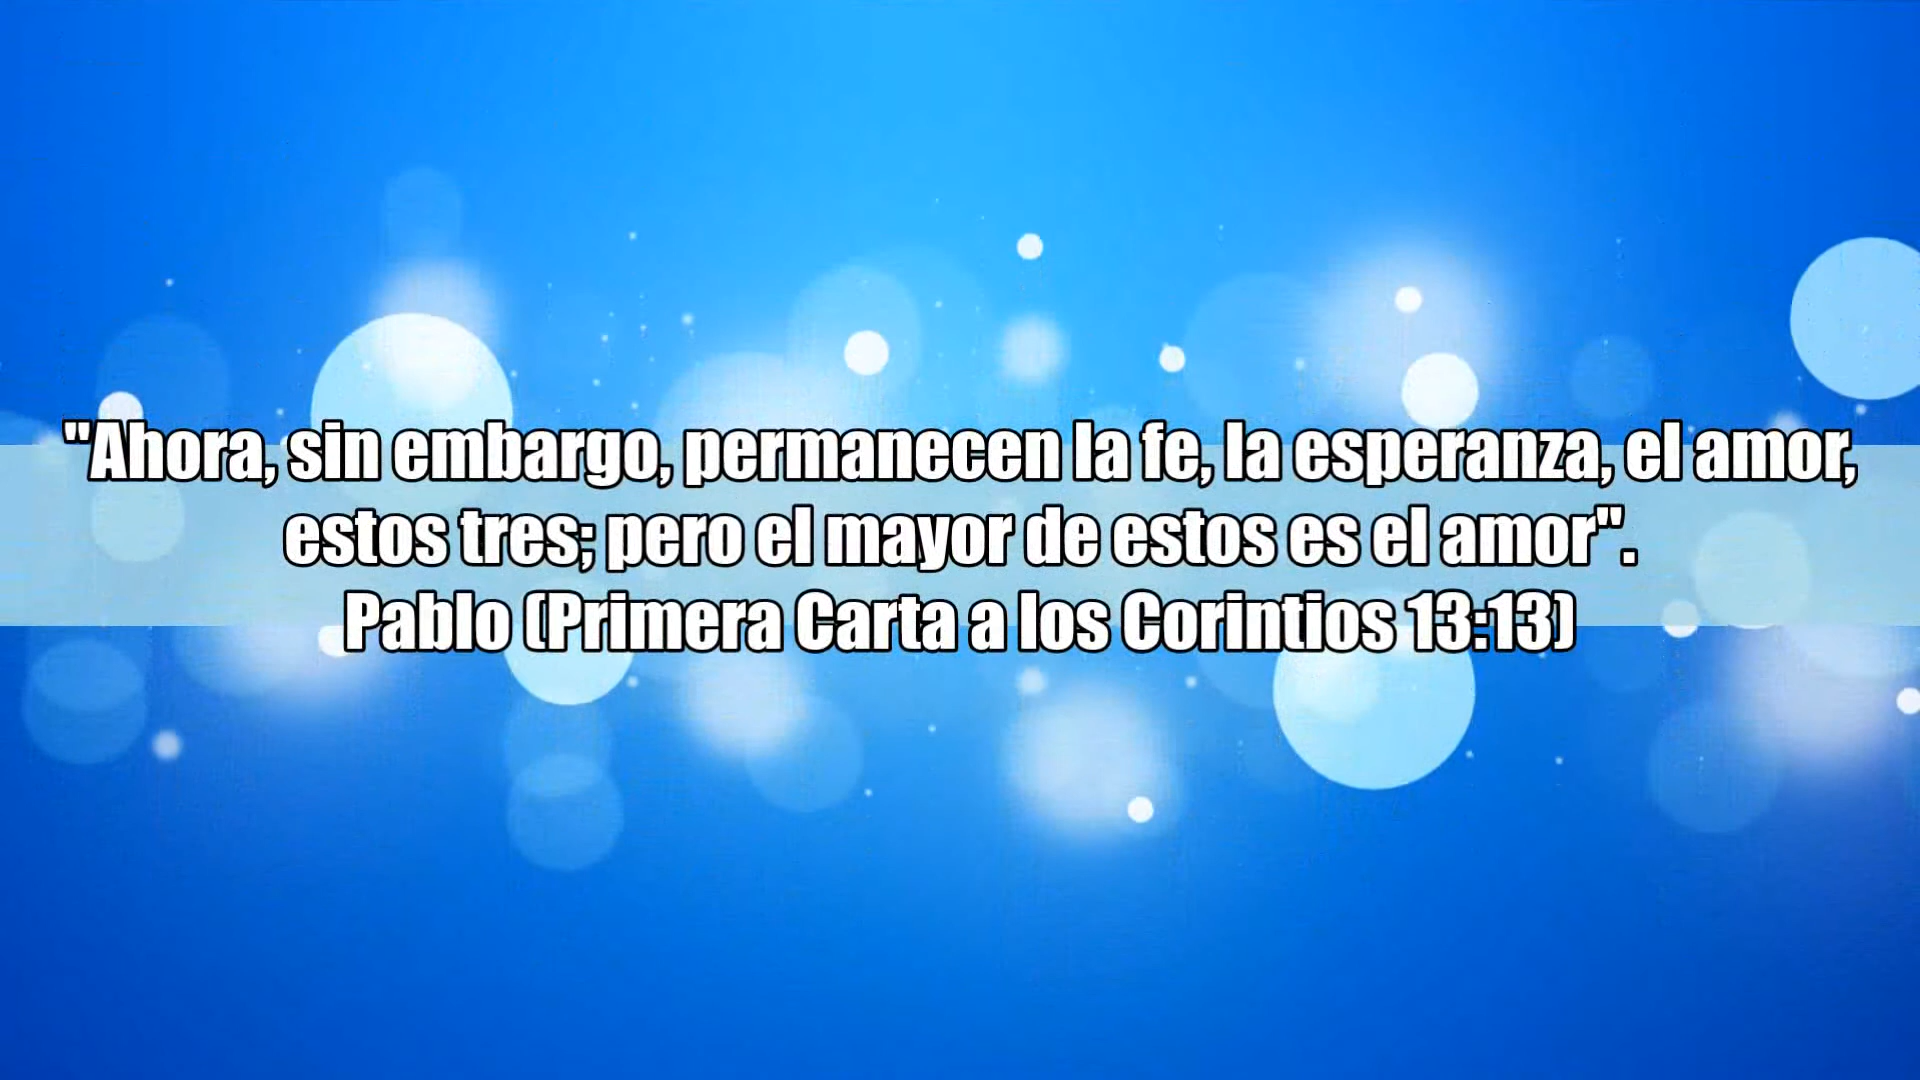 "Ahora, sin embargo, permanecen la fe, la esperanza, el amor,
estos tres; pero el mayor de estos es el amor".
Pablo (Primera Carta a los Corintios 13:13)